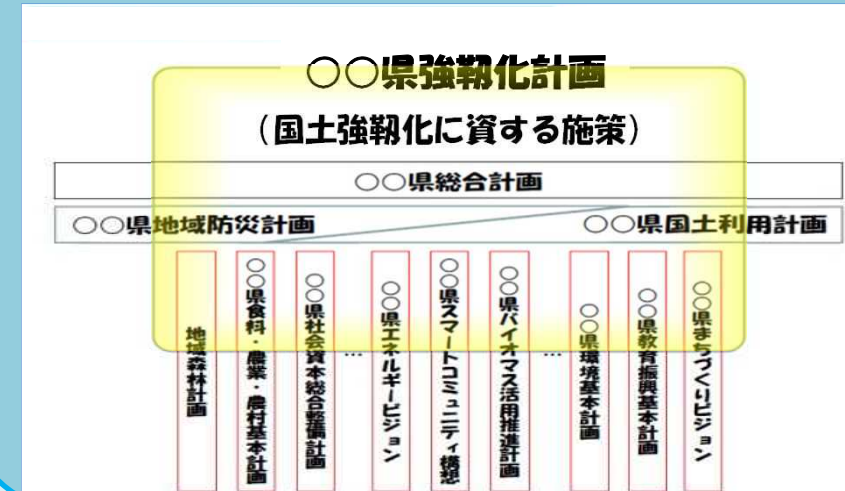 ○○県強靱化計画
（国土強靱化に資する施策）
○○県総合計画
○○県地域防災計画
○○県国土利用計画
地域森林計画
○○県食料・農業・農村基本計画
○○県社会資本総合整備計画
…
○○県エネルギービジョン
○○県スマートコミュニティ構想
○○県バイオマス活用推進計画
…
○○県環境基本計画
○○県教育振興基本計画
○○県まちづくりビジョン